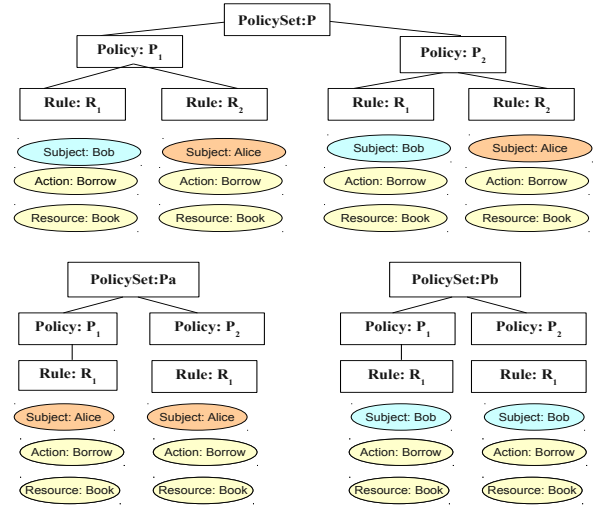 PolicySet:P
Policy: P1 Policy: P2
Rule: R1 Rule: R2 Rule: R1 Rule: R2
Subject: Bob Subject: Alice Subject: Bob Subject: Alice
Action: Borrow Action: Borrow Action: Borrow Action: Borrow
Resource: Book Resource: Book Resource: Book Resource: Book
PolicySet:Pa PolicySet:Pb
Policy: P1 Policy: P2 Policy: P1 Policy: P2
Rule: R1 Rule: R1 Rule: R1 Rule: R1
Subject: Alice Subject: Alice Subject: Bob Subject: Bob
Action: Borrow Action: Borrow Action: Borrow Action: Borrow
Resource: Book Resource: Book Resource: Book Resource: Book